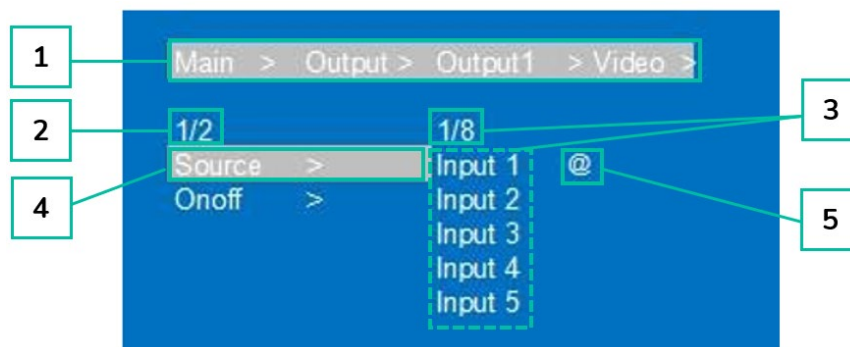 1
Main > Output > Output1 > Video >
2
1/2 1/8
3
Source > Input 1 @
4
Onoff > Input 2
5
Input 3
Input 4
Input 5